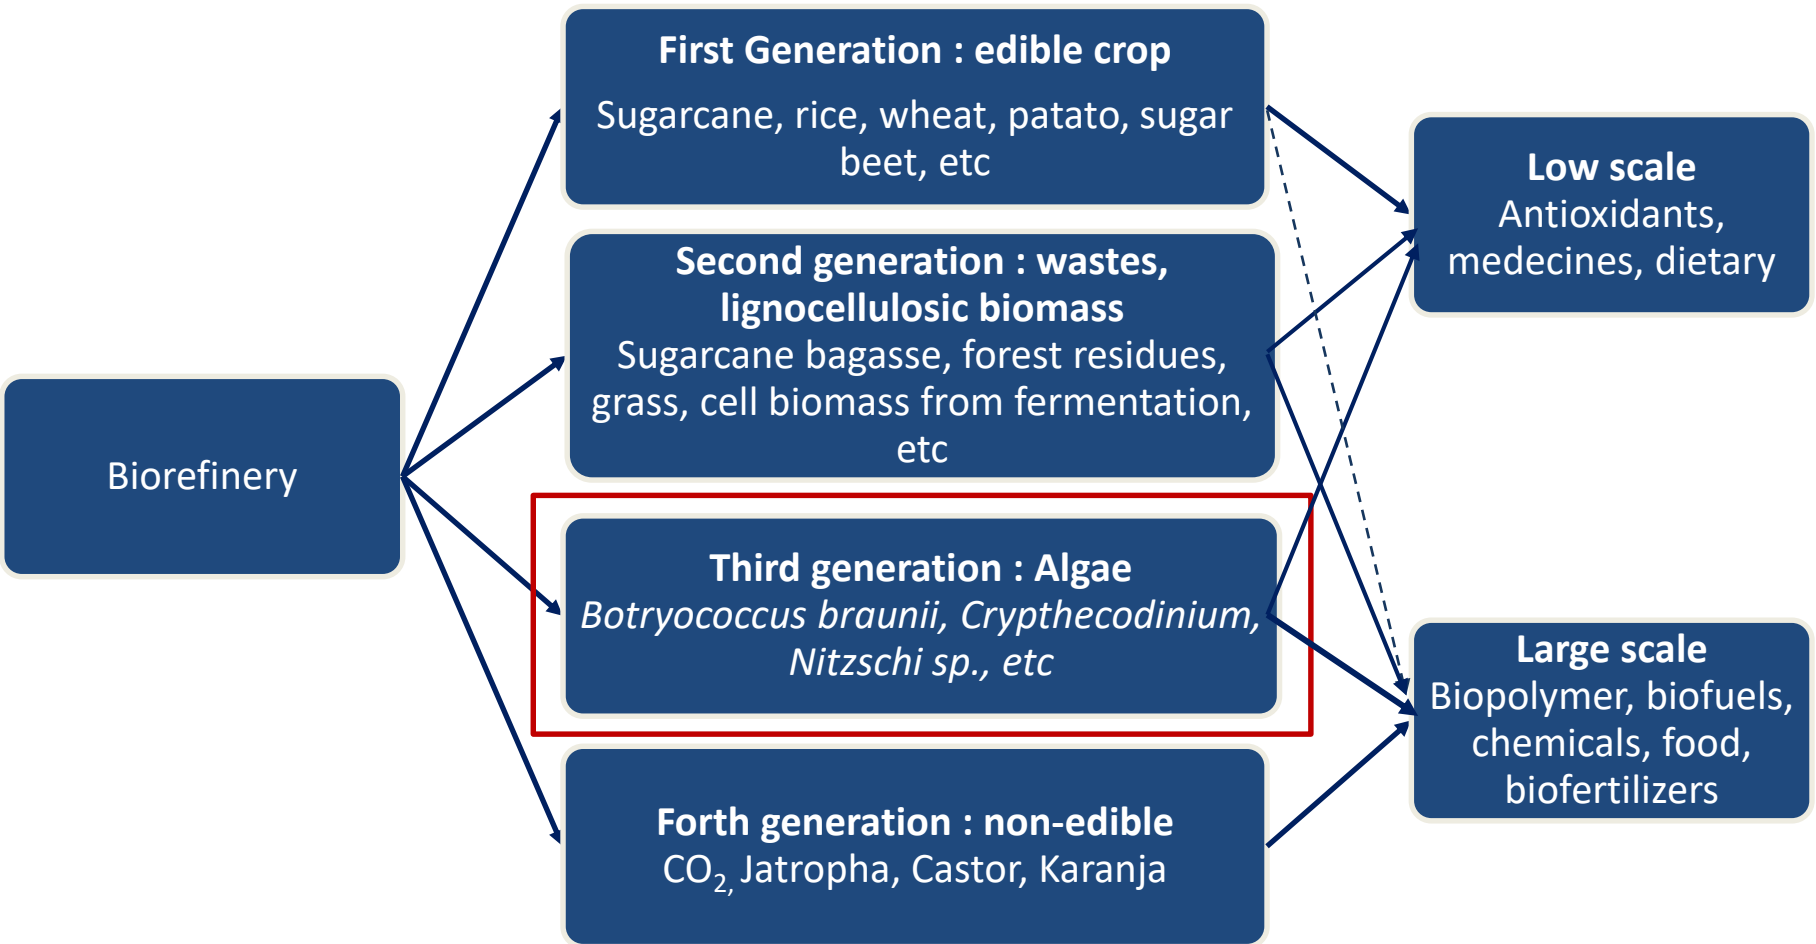 First Generation : edible crop
Sugarcane, rice, wheat, patato, sugar
beet, etc
Second generation : wastes,
lignocellulosic biomass
Sugarcane bagasse, forest residues,
grass, cell biomass from fermentation,
etc
Biorefinery
Third generation : Algae
Botryococcus braunii, Crypthecodinium,
Nitzschi sp., etc
Forth generation : non-edible
CO₂, Jatropha, Castor, Karanja
Low scale
Antioxidants,
medecines, dietary
Large scale
Biopolymer, biofuels,
chemicals, food,
biofertilizers